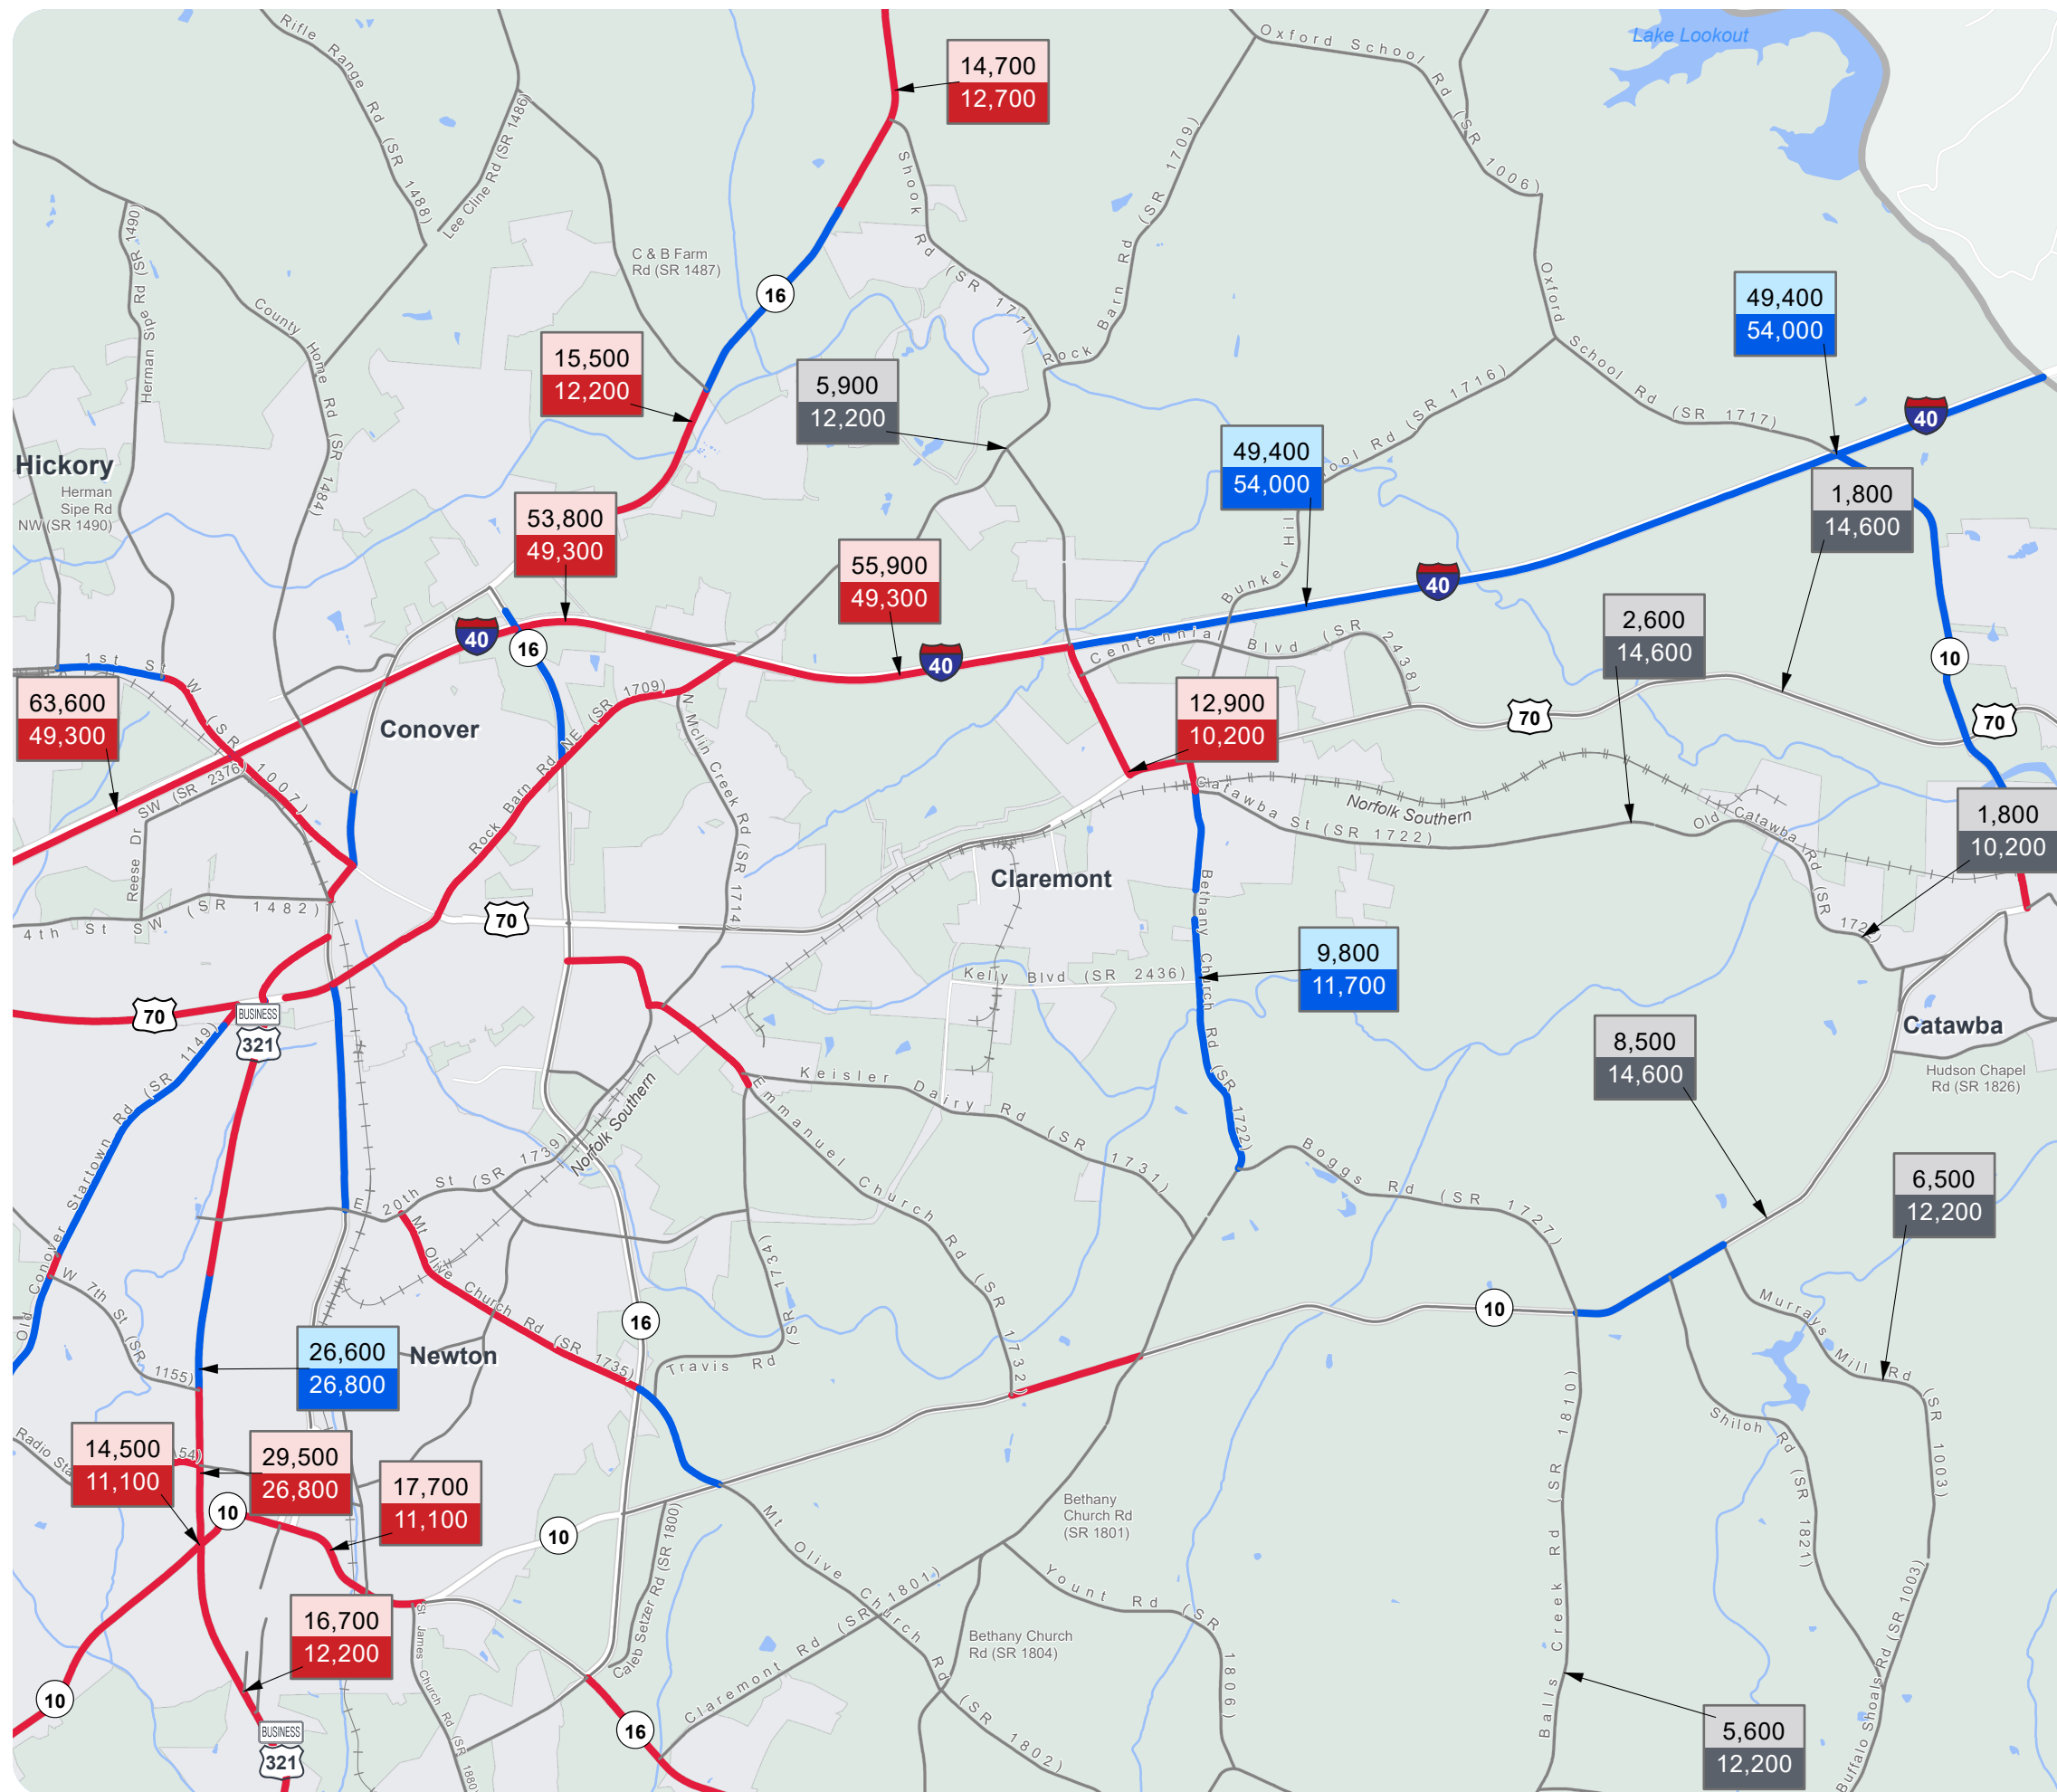 Rifle Range Rd (SR 1488)
Lee Cline Rd (SR 1486)
14,700
12,700
Oxford School Rd (SR 1006)
Lake Lookout
Shook Rd (SR 1711)
Rock Barn Rd (SR 1709)
Herman Sipe Rd (SR 1490)
C & B Farm
Rd (SR 1487)
16
County Home Rd (SR 1484)
Oxford School Rd (SR 1717)
49,400
54,000
15,500
12,200
5,900
12,200
40
Hickory
Herman
Sipe Rd
NW (SR 1490)
49,400
54,000
ool Rd (SR 1716)
Bunker Hill
1,800
14,600
53,800
49,300
55,900
49,300
40
2,600
14,600
40
16
40
Centennial Blvd (SR 2438)
10
1st St W (SR 1007)
63,600
49,300
Conover
Rock Barn Rd NE (SR 1709)
N Mclin Creek Rd (SR 1714)
12,900
10,200
70
70
Reese Dr SW (SR 2376)
Catawba St (SR 1722)
Norfolk Southern
Old Catawba Rd (SR 1722)
1,800
10,200
Claremont
4th St SW (SR 1482)
70
Bethany Church Rd (SR 1722)
Kelly Blvd (SR 2436)
9,800
11,700
70
BUSINESS
321
Catawba
8,500
14,600
Hudson Chapel
Rd (SR 1826)
Old Conover Startown Rd (SR 1149)
Keisler Dairy Rd (SR 1731)
Emmanuel Church Rd (SR 1732)
Norfolk Southern
E 20th St (SR 1739)
Boggs Rd (SR 1727)
6,500
12,200
Mt Olive Church Rd (SR 1735)
(SR 1734)
W 7th St (SR 1155)
16
10
Murrays Mill Rd (SR 1003)
26,600
26,800
Newton
Travis Rd
Balls Creek Rd (SR 1810)
Shiloh Rd (SR 1821)
Radio Sta
54)
14,500
11,100
29,500
26,800
17,700
11,100
10
10
Bethany
Church Rd
(SR 1801)
Caleb Setzer Rd (SR 1800)
Mt Olive Church Rd (SR 1802)
Yount Rd (SR 1806)
Claremont Rd (SR 1801)
Bethany Church
Rd (SR 1804)
St James Church Rd (SR 1880)
16,700
12,200
10
16
BUSINESS
321
5,600
12,200
Buffalo Shoals Rd (SR 1003)